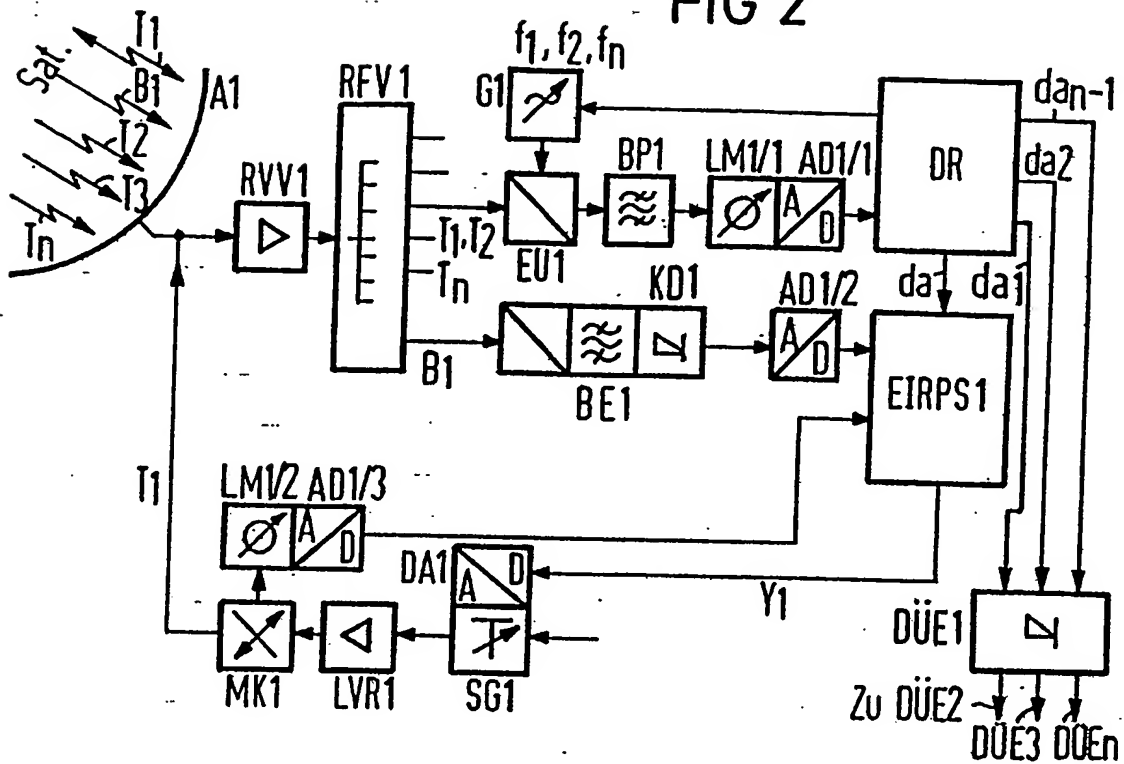 FIG 2
f1, f2, fn
T1
Sat.
B1
A1
T2
T3
Tn
RFV1
G1
DR
dan-1
da2
RVV1
BP1
LM1/1 AD1/1
A
D
T1,T2
Tn
EU1
KD1
AD1/2
da
da1
B1
BE1
A
D
EIRPS1
T1
LM1/2 AD1/3
A
D
DA1
D
A
Y1
DÜE1
MK1
LVR1
SG1
Zu DÜE2
DÜE3
DÜEn